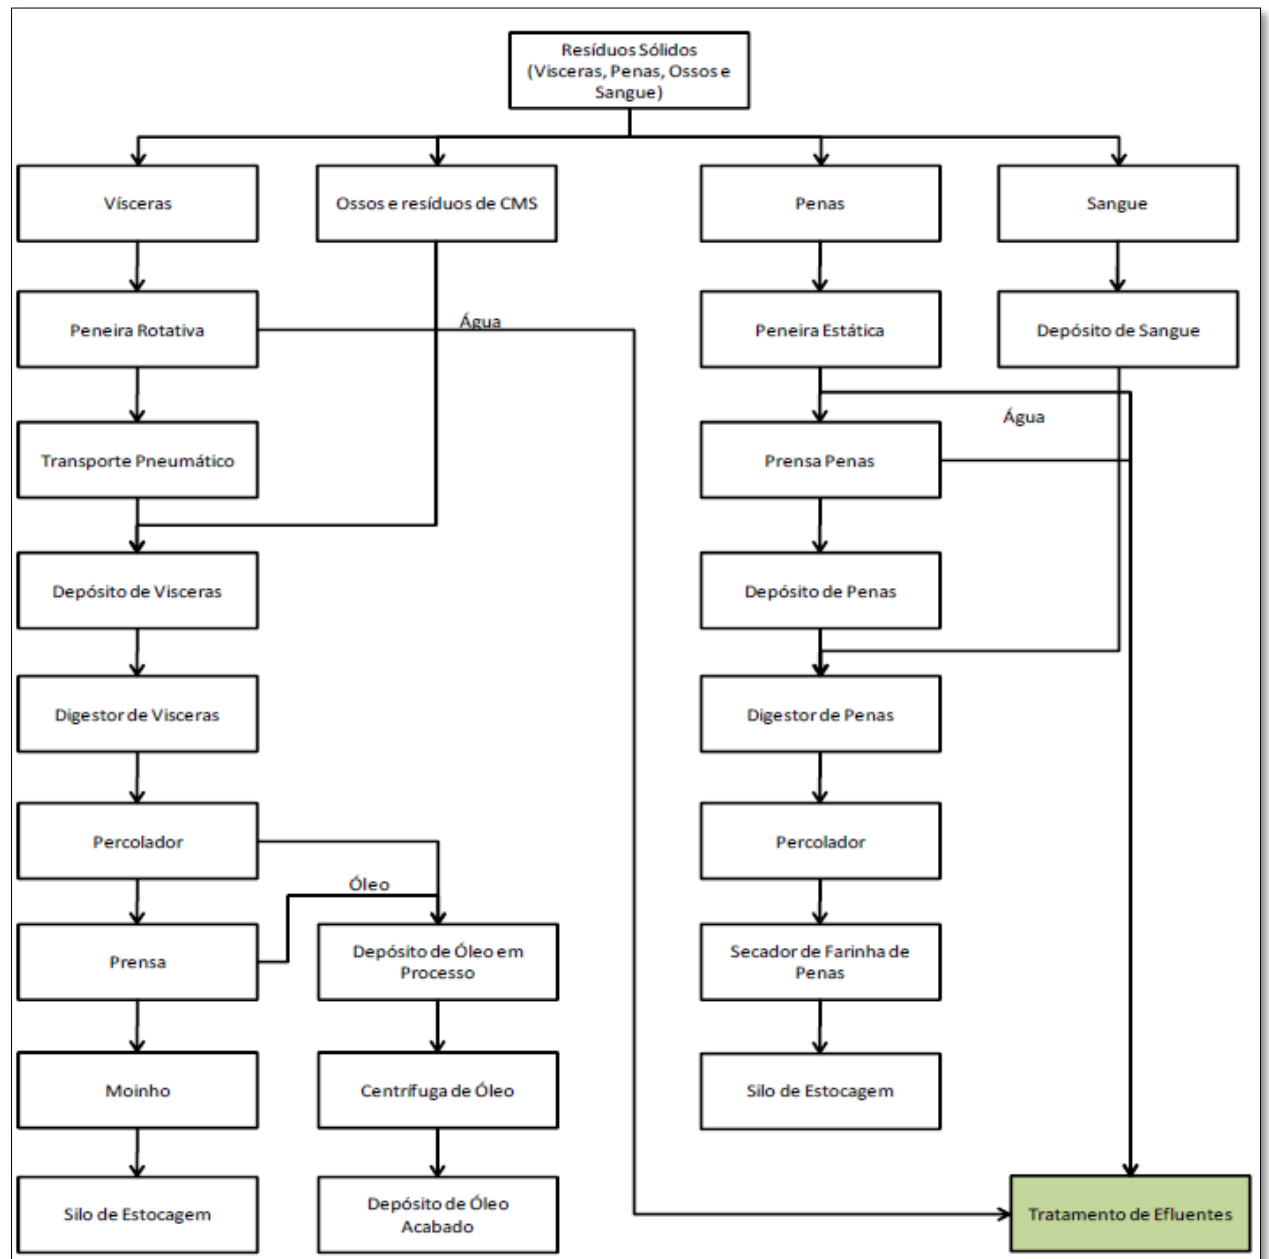 Resíduos Sólidos
(Visceras, Penas, Ossos e
Sangue)
Vísceras
Ossos e resíduos de CMS
Penas
Sangue
Peneira Rotativa
Água
Peneira Estática
Depósito de Sangue
Água
Transporte Pneumático
Prensa Penas
Depósito de Visceras
Depósito de Penas
Digestor de Visceras
Digestor de Penas
Percolador
Percolador
Óleo
Prensa
Depósito de Óleo em
Processo
Secador de Farinha de
Penas
Moinho
Centrífuga de Óleo
Silo de Estocagem
Silo de Estocagem
Depósito de Óleo
Acabado
Tratamento de Efluentes